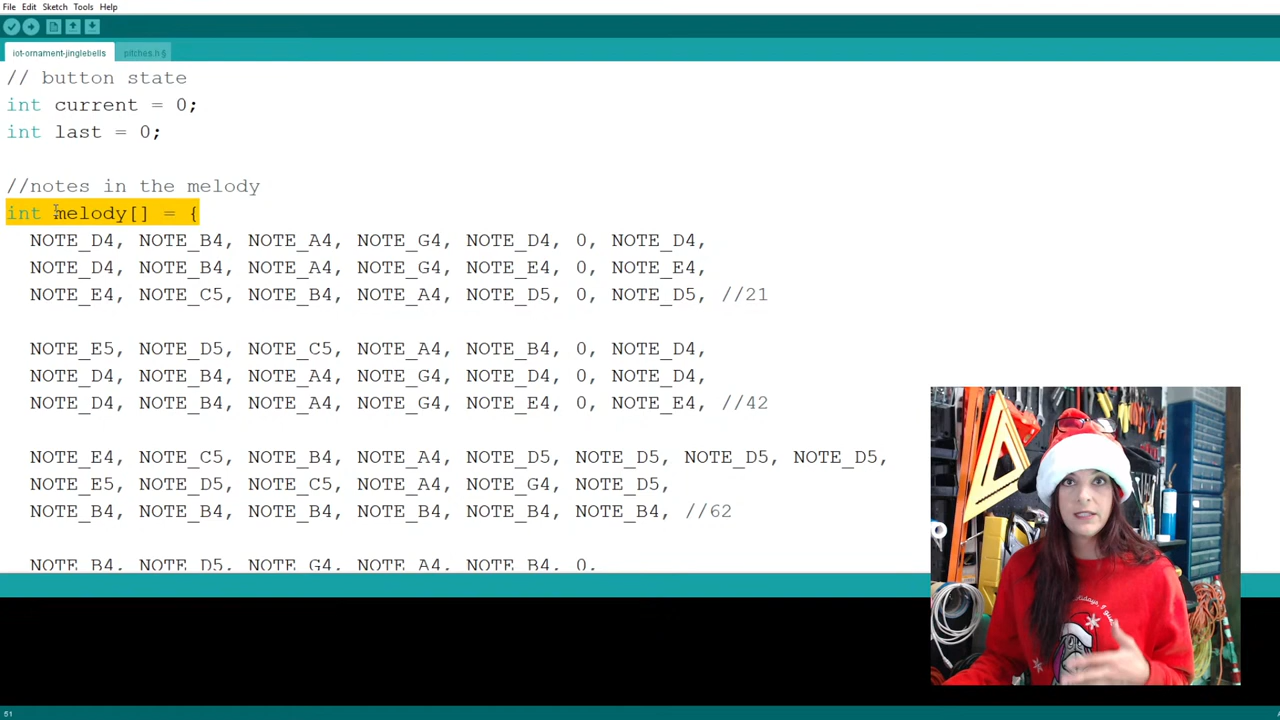 File Edit Sketch Tools Help
iot-ornament-jinglebells pitches.h §
// button state
int current = 0;
int last = 0;
//notes in the melody
int melody[] = {
NOTE_D4, NOTE_B4, NOTE_A4, NOTE_G4, NOTE_D4, 0, NOTE_D4,
NOTE_D4, NOTE_B4, NOTE_A4, NOTE_G4, NOTE_E4, 0, NOTE_E4,
NOTE_E4, NOTE_C5, NOTE_B4, NOTE_A4, NOTE_D5, 0, NOTE_D5, //21
NOTE_E5, NOTE_D5, NOTE_C5, NOTE_A4, NOTE_B4, 0, NOTE_D4,
NOTE_D4, NOTE_B4, NOTE_A4, NOTE_G4, NOTE_D4, 0, NOTE_D4,
NOTE_D4, NOTE_B4, NOTE_A4, NOTE_G4, NOTE_E4, 0, NOTE_E4, //42
NOTE_E4, NOTE_C5, NOTE_B4, NOTE_A4, NOTE_D5, NOTE_D5, NOTE_D5, NOTE_D5,
NOTE_E5, NOTE_D5, NOTE_C5, NOTE_A4, NOTE_G4, NOTE_D5,
NOTE_B4, NOTE_B4, NOTE_B4, NOTE_B4, NOTE_B4, NOTE_B4, //62
NOTE_B4, NOTE_D5, NOTE_G4, NOTE_A4, NOTE_B4, 0,
51